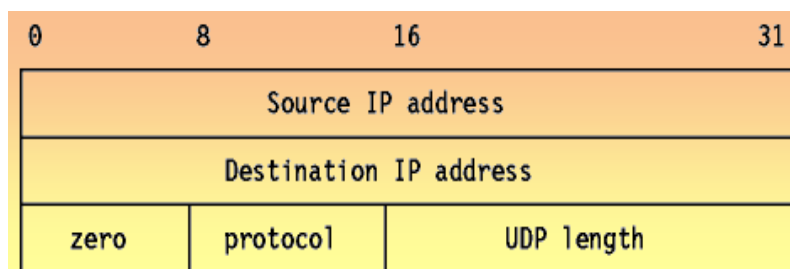 0 8 16 31
Source IP address
Destination IP address
zero protocol UDP length